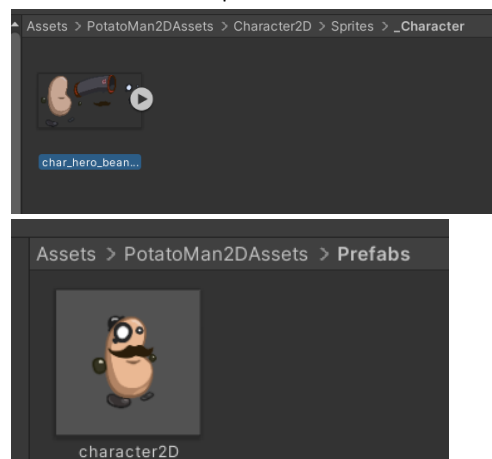 Assets > PotatoMan2DAssets > Character2D > Sprites > _Character
char_hero_bean...
Assets > PotatoMan2DAssets > Prefabs
character2D